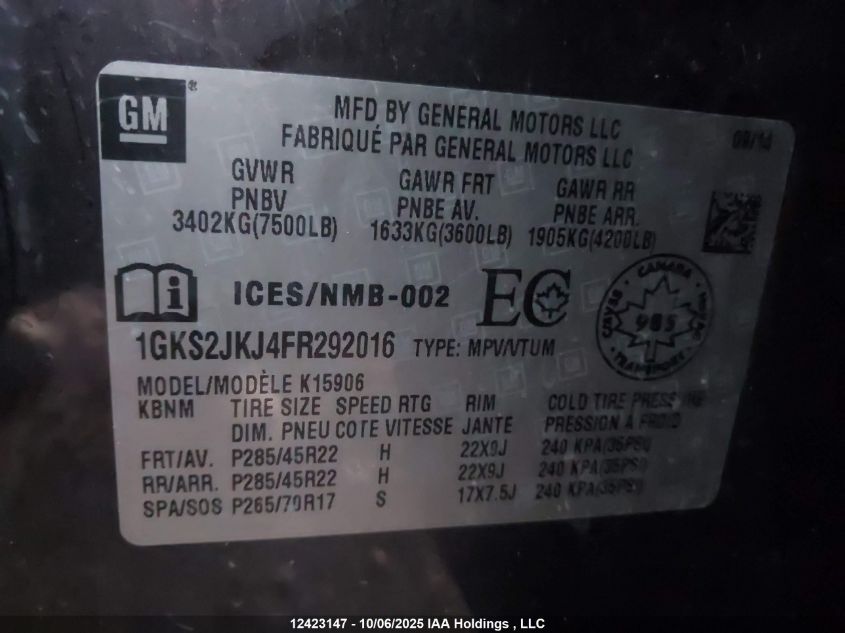 GM
MFD BY GENERAL MOTORS LLC
FABRIQUÉ PAR GENERAL MOTORS LLC
09/14
GVWR
PNBV
3402KG(7500LB)
GAWR FRT
PNBE AV.
1633KG(3600LB)
GAWR RR
PNBE ARR.
1905KG(4200LB)
i
ICES/NMB-002
EC
CANADA
985
TRANSPORT
1GKS2JKJ4FR292016 TYPE: MPV/VTUM
MODEL/MODÈLE K15906
KBNM TIRE SIZE SPEED RTG RIM COLD TIRE PRESSURE
DIM. PNEU COTE VITESSE JANTE PRESSION A FROID
FRT/AV. P285/45R22 H 22X9J 240 KPA(35PSI)
RR/ARR. P285/45R22 H 22X9J 240 KPA(35PSI)
SPA/SOS P265/70R17 S 17X7.5J 240 KPA(35PSI)
12423147 - 10/06/2025 IAA Holdings , LLC